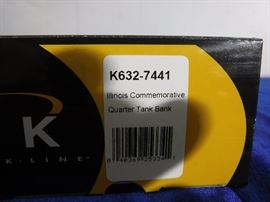 K632-7441
Illinois Commemorative
Quarter Tank Bank
K
K·LINE